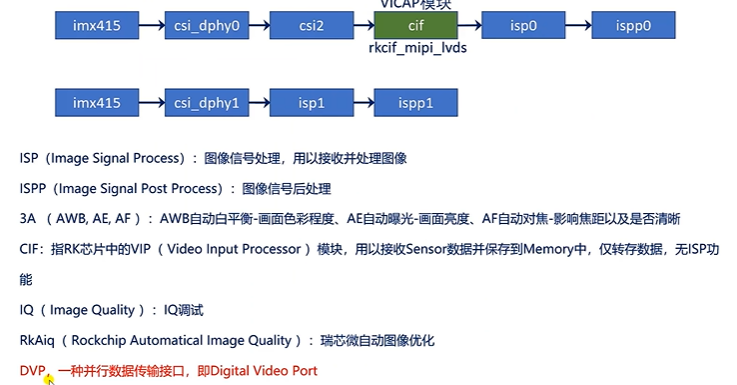 VICAP模块
imx415 csi_dphy0 csi2 cif isp0 ispp0
rkcif_mipi_lvds
imx415 csi_dphy1 isp1 ispp1
ISP（Image Signal Process）：图像信号处理，用以接收并处理图像
ISPP（Image Signal Post Process）：图像信号后处理
3A （ AWB, AE, AF ）：AWB自动白平衡-画面色彩程度、AE自动曝光-画面亮度、AF自动对焦-影响焦距以及是否清晰
CIF：指RK芯片中的VIP （ Video Input Processor ）模块，用以接收Sensor数据并保存到Memory中，仅转存数据，无ISP功
能
IQ （ Image Quality ）：IQ调试
RkAiq （ Rockchip Automatical Image Quality ）：瑞芯微自动图像优化
DVP，一种并行数据传输接口，即Digital Video Port